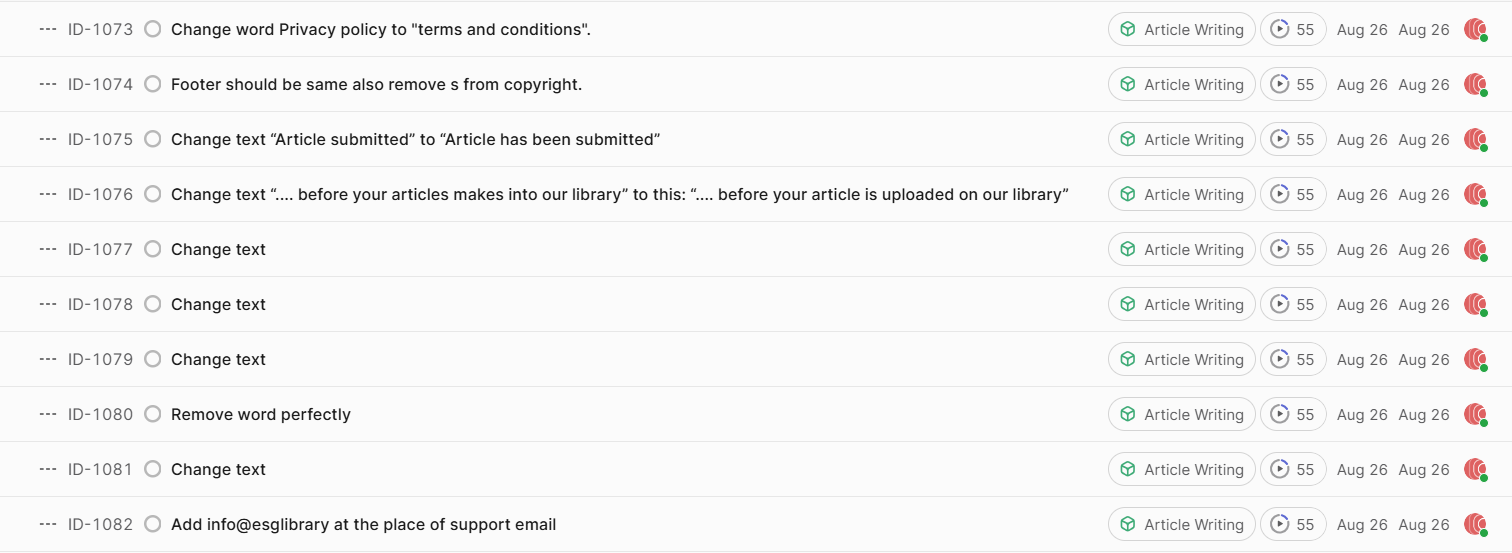 --- ID-1073 Change word Privacy policy to "terms and conditions". Article Writing 55 Aug 26 Aug 26
--- ID-1074 Footer should be same also remove s from copyright. Article Writing 55 Aug 26 Aug 26
--- ID-1075 Change text “Article submitted” to “Article has been submitted” Article Writing 55 Aug 26 Aug 26
--- ID-1076 Change text “.... before your articles makes into our library” to this: “.... before your article is uploaded on our library” Article Writing 55 Aug 26 Aug 26
--- ID-1077 Change text Article Writing 55 Aug 26 Aug 26
--- ID-1078 Change text Article Writing 55 Aug 26 Aug 26
--- ID-1079 Change text Article Writing 55 Aug 26 Aug 26
--- ID-1080 Remove word perfectly Article Writing 55 Aug 26 Aug 26
--- ID-1081 Change text Article Writing 55 Aug 26 Aug 26
--- ID-1082 Add info@esglibrary at the place of support email Article Writing 55 Aug 26 Aug 26